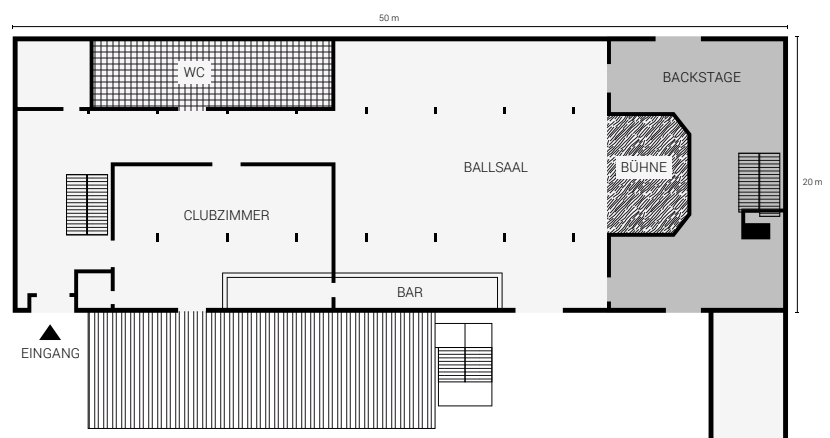 50 m
WC
BACKSTAGE
BALLSAAL
BÜHNE
20 m
CLUBZIMMER
BAR
EINGANG